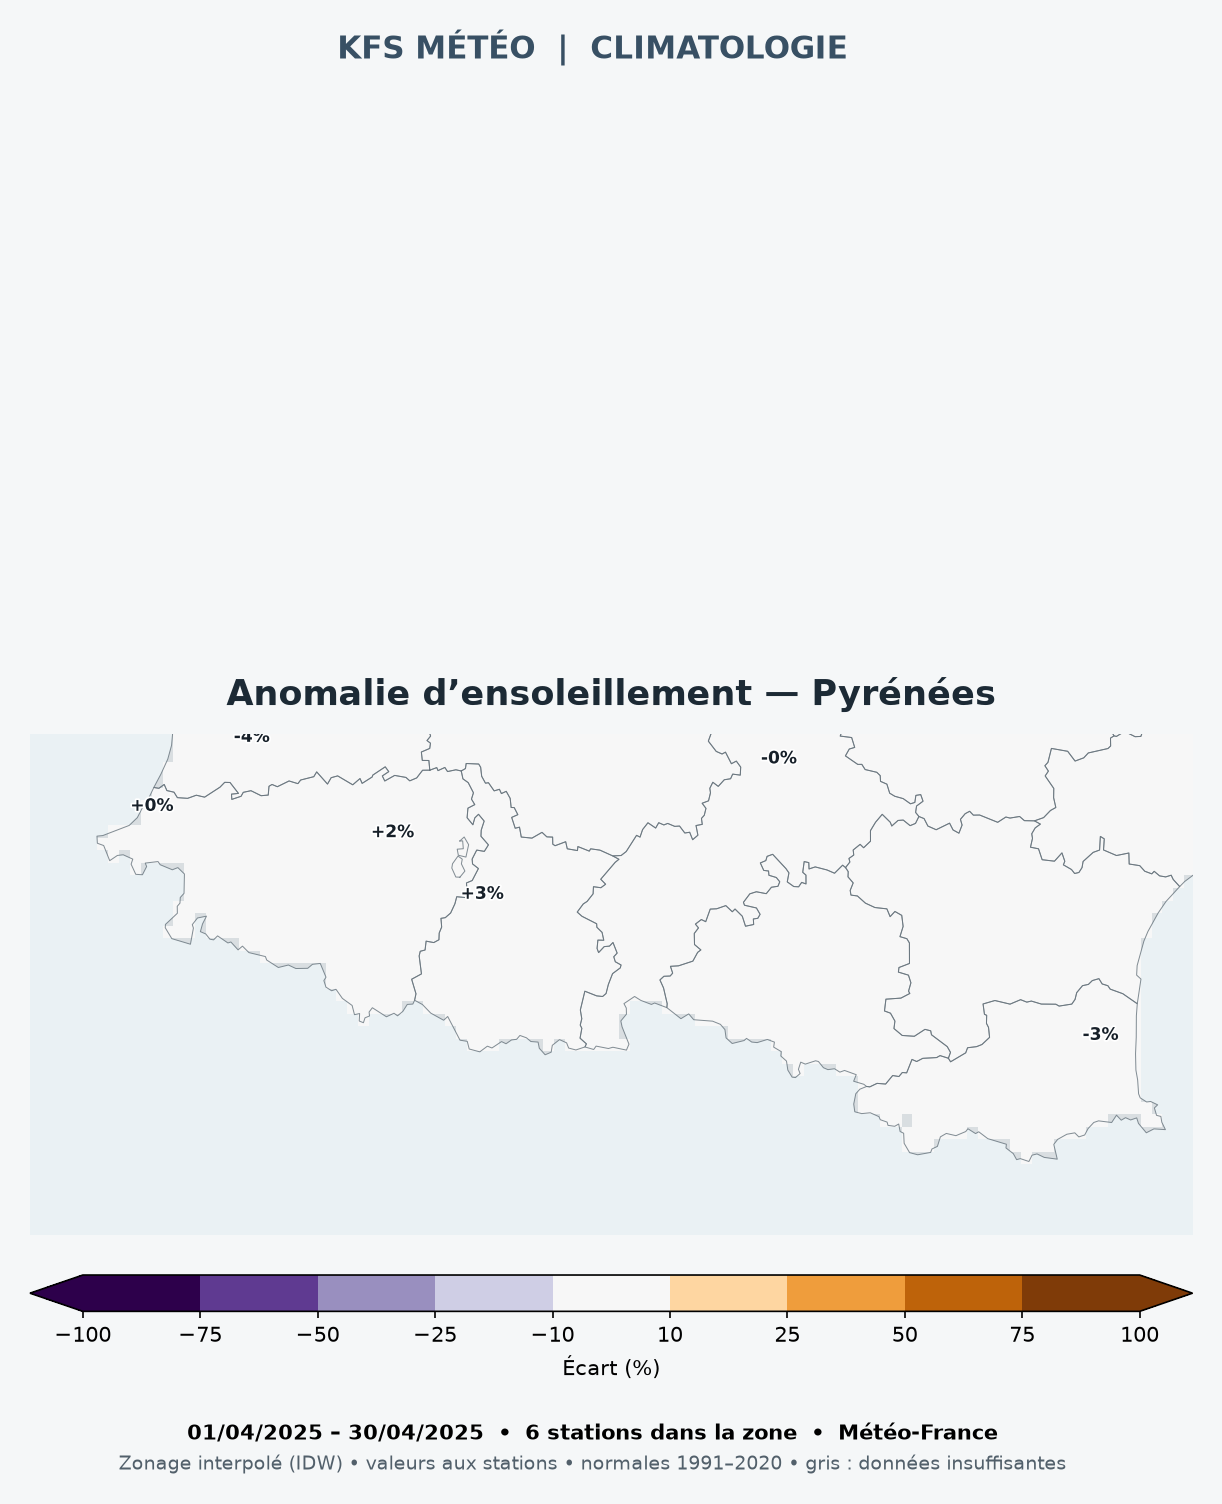 KFS MÉTÉO | CLIMATOLOGIE
Anomalie d’ensoleillement — Pyrénées
-4%
-0%
+0%
+2%
+3%
-3%
−100 −75 −50 −25 −10 10 25 50 75 100
Écart (%)
01/04/2025 – 30/04/2025 • 6 stations dans la zone • Météo-France
Zonage interpolé (IDW) • valeurs aux stations • normales 1991–2020 • gris : données insuffisantes